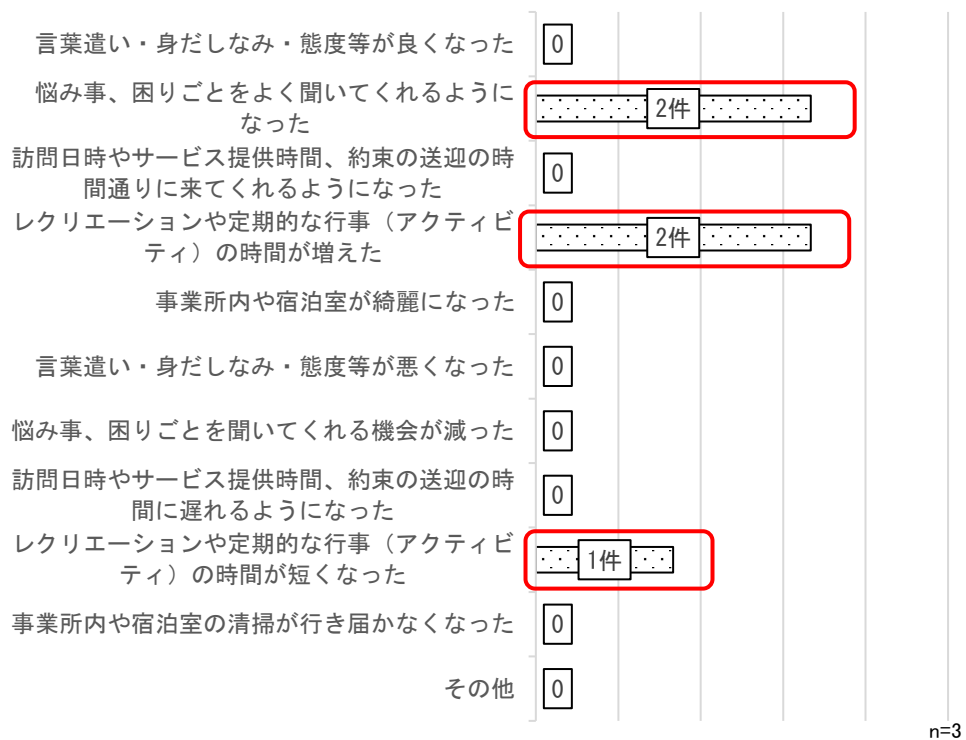 言葉遣い・身だしなみ・態度等が良くなった
0
悩み事、困りごとをよく聞いてくれるように
なった
2件
訪問日時やサービス提供時間、約束の送迎の時
間通りに来てくれるようになった
0
レクリエーションや定期的な行事（アクティビ
ティ）の時間が増えた
2件
事業所内や宿泊室が綺麗になった
0
言葉遣い・身だしなみ・態度等が悪くなった
0
悩み事、困りごとを聞いてくれる機会が減った
0
訪問日時やサービス提供時間、約束の送迎の時
間に遅れるようになった
0
レクリエーションや定期的な行事（アクティビ
ティ）の時間が短くなった
1件
事業所内や宿泊室の清掃が行き届かなくなった
0
その他
0
n=3